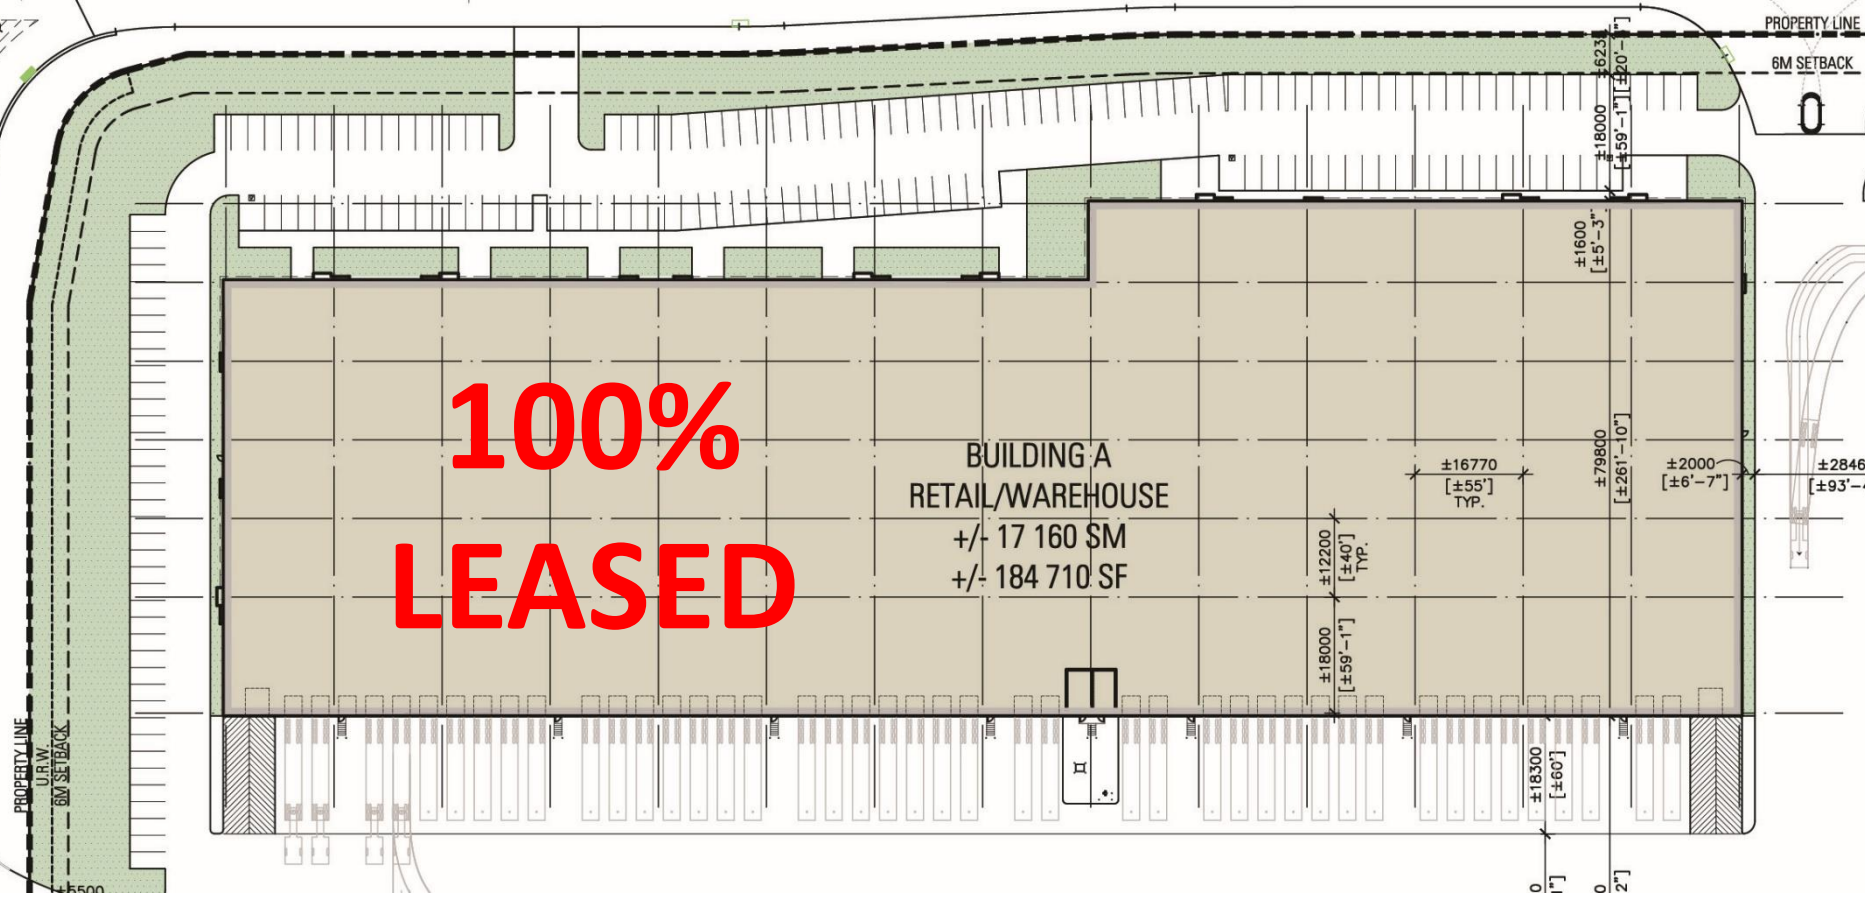 PROPERTY LINE
6M SETBACK
±18000
[±59'-1"]
±1600
[±5'-3"]
100%
LEASED
BUILDING A
RETAIL/WAREHOUSE
+/- 17 160 SM
+/- 184 710 SF
±16770
[±55']
TYP.
±79800
[±261'-10"]
±2000
[±6'-7"]
±12200
[±40']
TYP.
±18000
[±59'-1"]
±18300
[±60']
PROPERTY LINE
U.R.W.
6M SETBACK
±5500